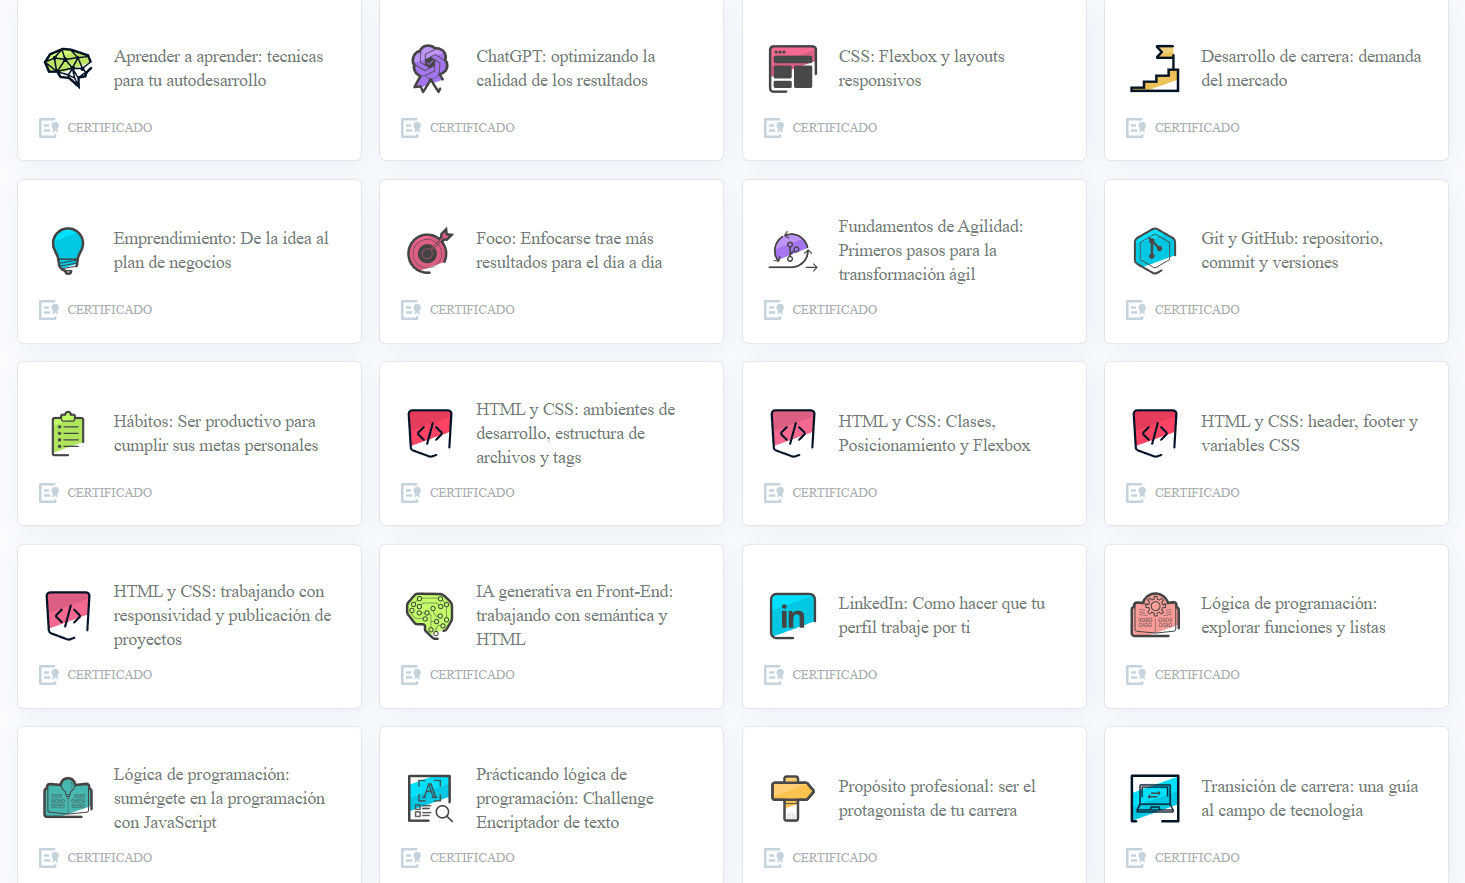 Aprender a aprender: tecnicas
para tu autodesarrollo
CERTIFICADO
ChatGPT: optimizando la
calidad de los resultados
CERTIFICADO
CSS: Flexbox y layouts
responsivos
CERTIFICADO
Desarrollo de carrera: demanda
del mercado
CERTIFICADO
Emprendimiento: De la idea al
plan de negocios
CERTIFICADO
Foco: Enfocarse trae más
resultados para el día a día
CERTIFICADO
Fundamentos de Agilidad:
Primeros pasos para la
transformación ágil
CERTIFICADO
Git y GitHub: repositorio,
commit y versiones
CERTIFICADO
Hábitos: Ser productivo para
cumplir sus metas personales
CERTIFICADO
HTML y CSS: ambientes de
desarrollo, estructura de
archivos y tags
CERTIFICADO
HTML y CSS: Clases,
Posicionamiento y Flexbox
CERTIFICADO
HTML y CSS: header, footer y
variables CSS
CERTIFICADO
HTML y CSS: trabajando con
responsividad y publicación de
proyectos
CERTIFICADO
IA generativa en Front-End:
trabajando con semántica y
HTML
CERTIFICADO
in
LinkedIn: Como hacer que tu
perfil trabaje por ti
CERTIFICADO
Lógica de programación:
explorar funciones y listas
CERTIFICADO
Lógica de programación:
sumérgete en la programación
con JavaScript
CERTIFICADO
A
Prácticando lógica de
programación: Challenge
Encriptador de texto
CERTIFICADO
Propósito profesional: ser el
protagonista de tu carrera
CERTIFICADO
Transición de carrera: una guía
al campo de tecnología
CERTIFICADO